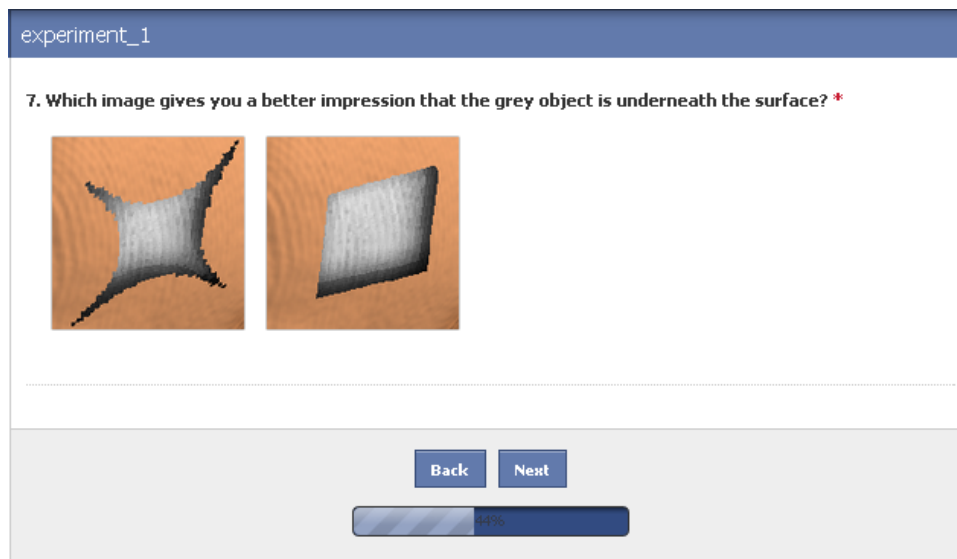 experiment_1
7. Which image gives you a better impression that the grey object is underneath the surface? *
Back Next
44%